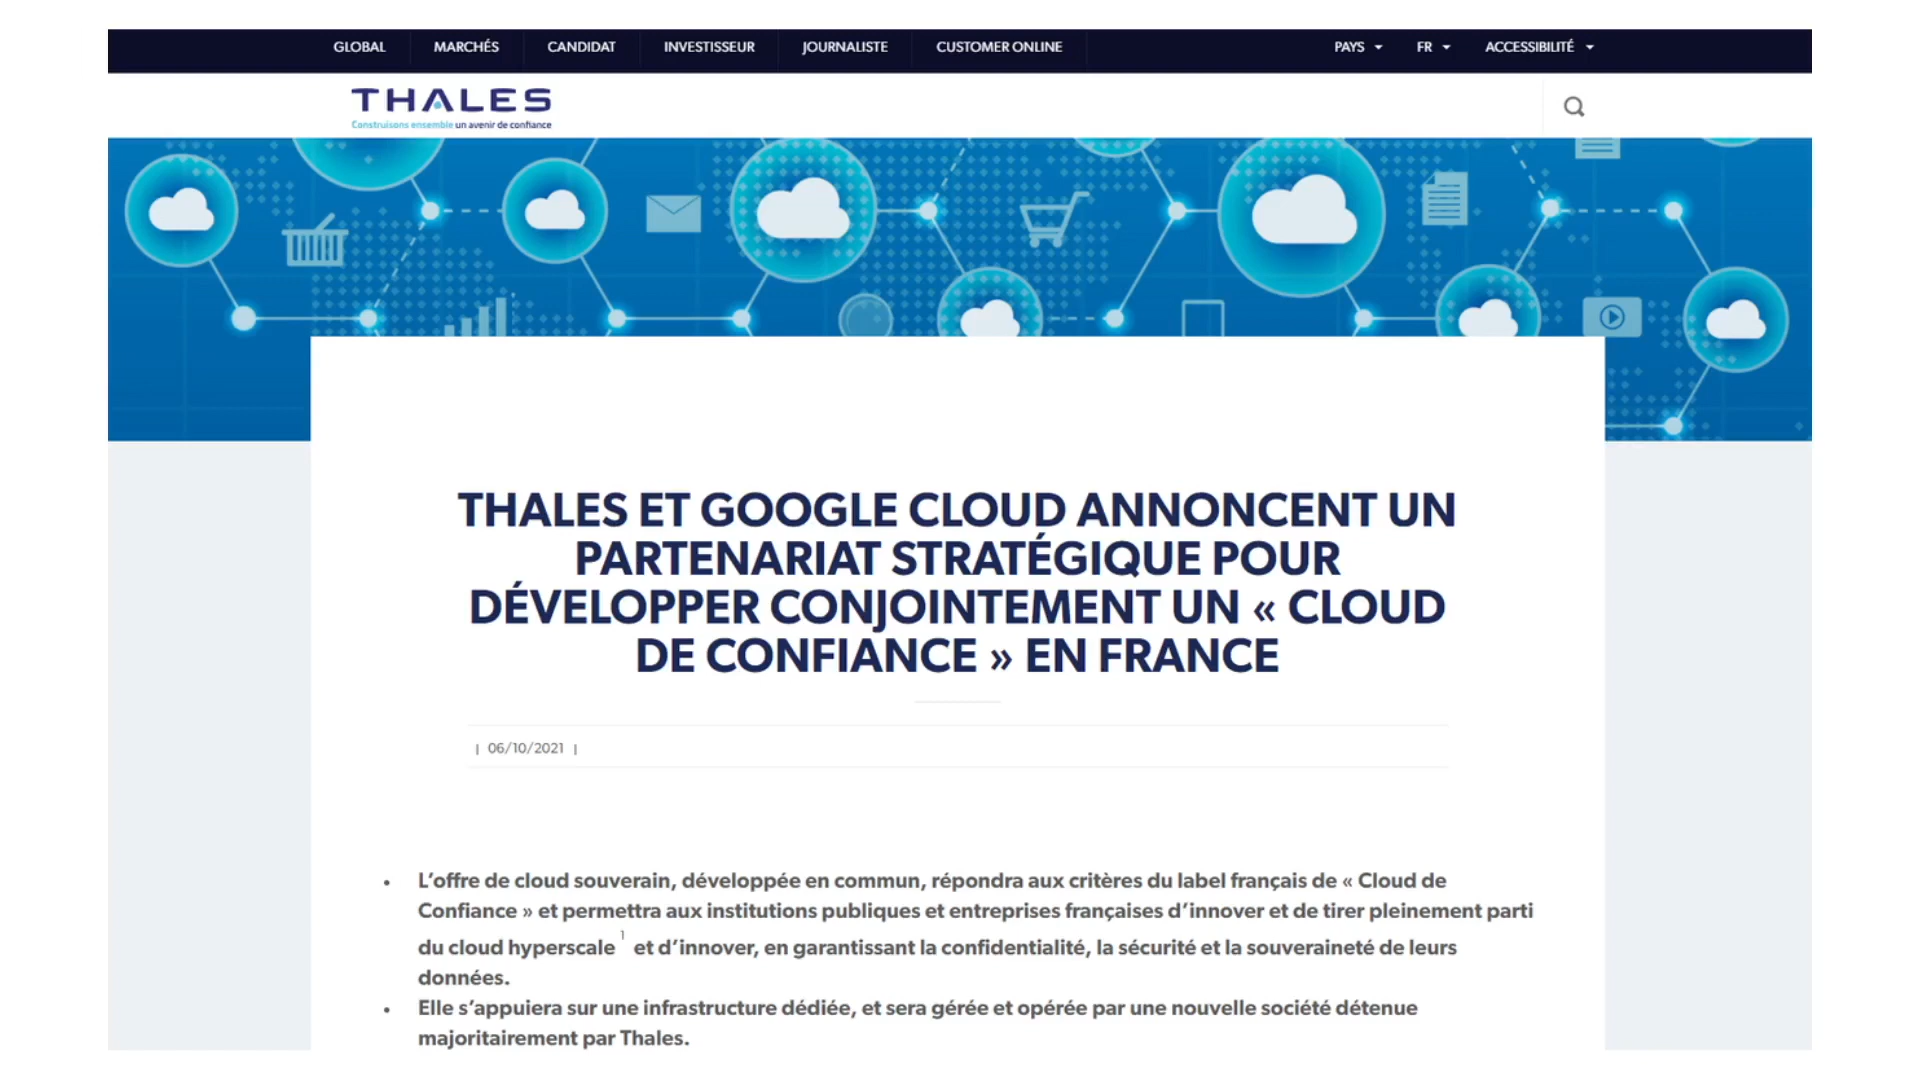 GLOBAL MARCHÉS CANDIDAT INVESTISSEUR JOURNALISTE CUSTOMER ONLINE PAYS FR ACCESSIBILITÉ
THALES
Construisons ensemble un avenir de confiance
THALES ET GOOGLE CLOUD ANNONCENT UN
PARTENARIAT STRATÉGIQUE POUR
DÉVELOPPER CONJOINTEMENT UN « CLOUD
DE CONFIANCE » EN FRANCE
| 06/10/2021 |
• L’offre de cloud souverain, développée en commun, répondra aux critères du label français de « Cloud de
Confiance » et permettra aux institutions publiques et entreprises françaises d’innover et de tirer pleinement parti
du cloud hyperscale 1 et d’innover, en garantissant la confidentialité, la sécurité et la souveraineté de leurs
données.
• Elle s’appuiera sur une infrastructure dédiée, et sera gérée et opérée par une nouvelle société détenue
majoritairement par Thales.